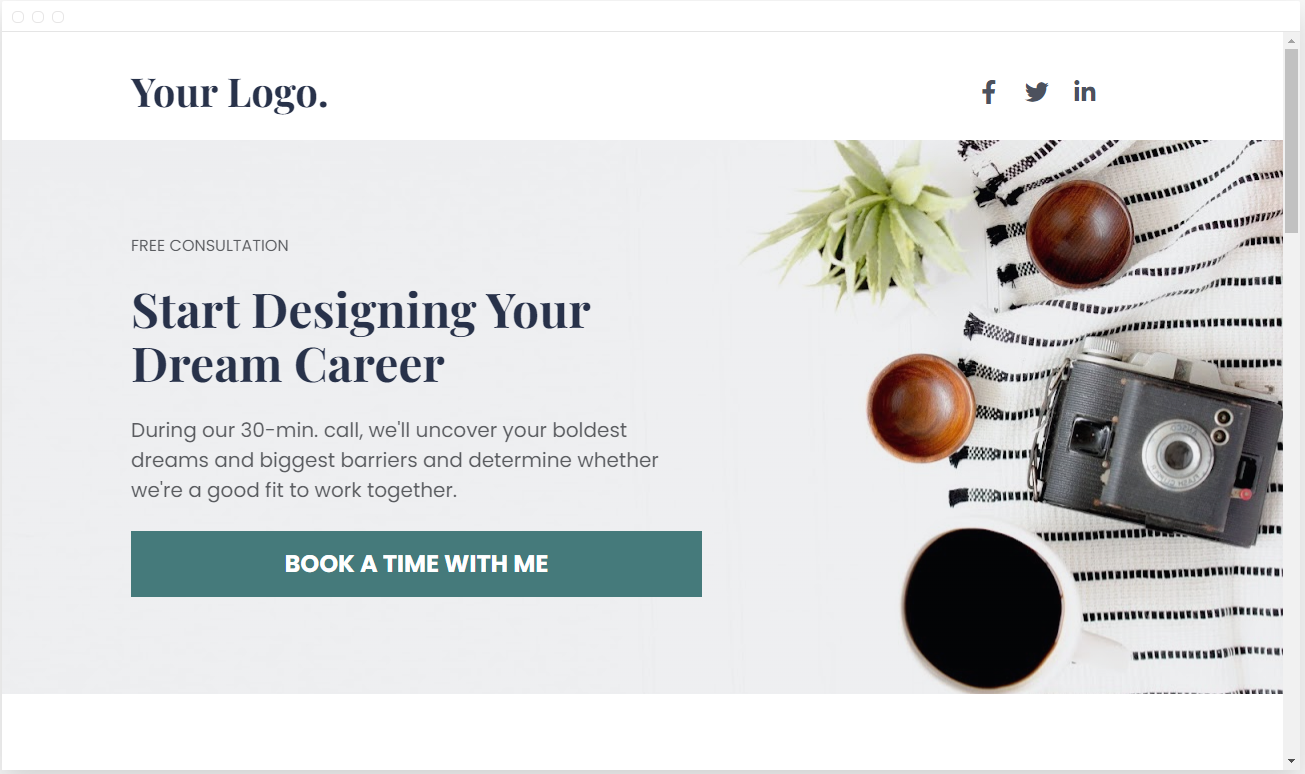 Your Logo.
FREE CONSULTATION
Start Designing Your
Dream Career
During our 30-min. call, we'll uncover your boldest
dreams and biggest barriers and determine whether
we're a good fit to work together.
BOOK A TIME WITH ME